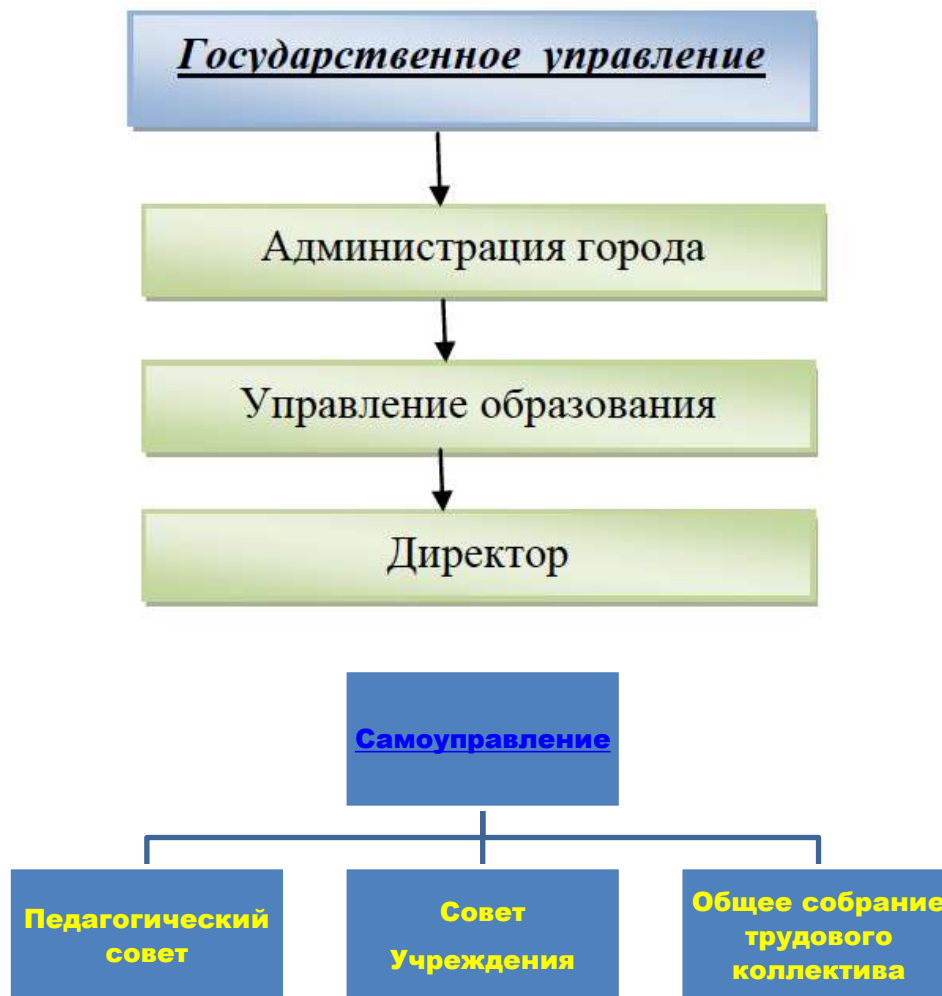 Государственное управление
Администрация города
Управление образования
Директор
Самоуправление
Педагогический
совет
Совет
Учреждения
Общее собрание
трудового
коллектива